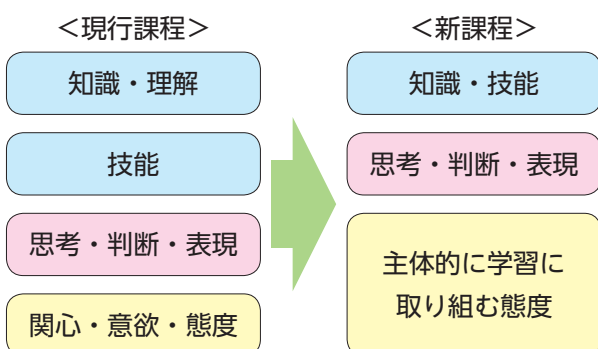 <現行課程>
知識・理解
技能
思考・判断・表現
関心・意欲・態度
<新課程>
知識・技能
思考・判断・表現
主体的に学習に
取り組む態度